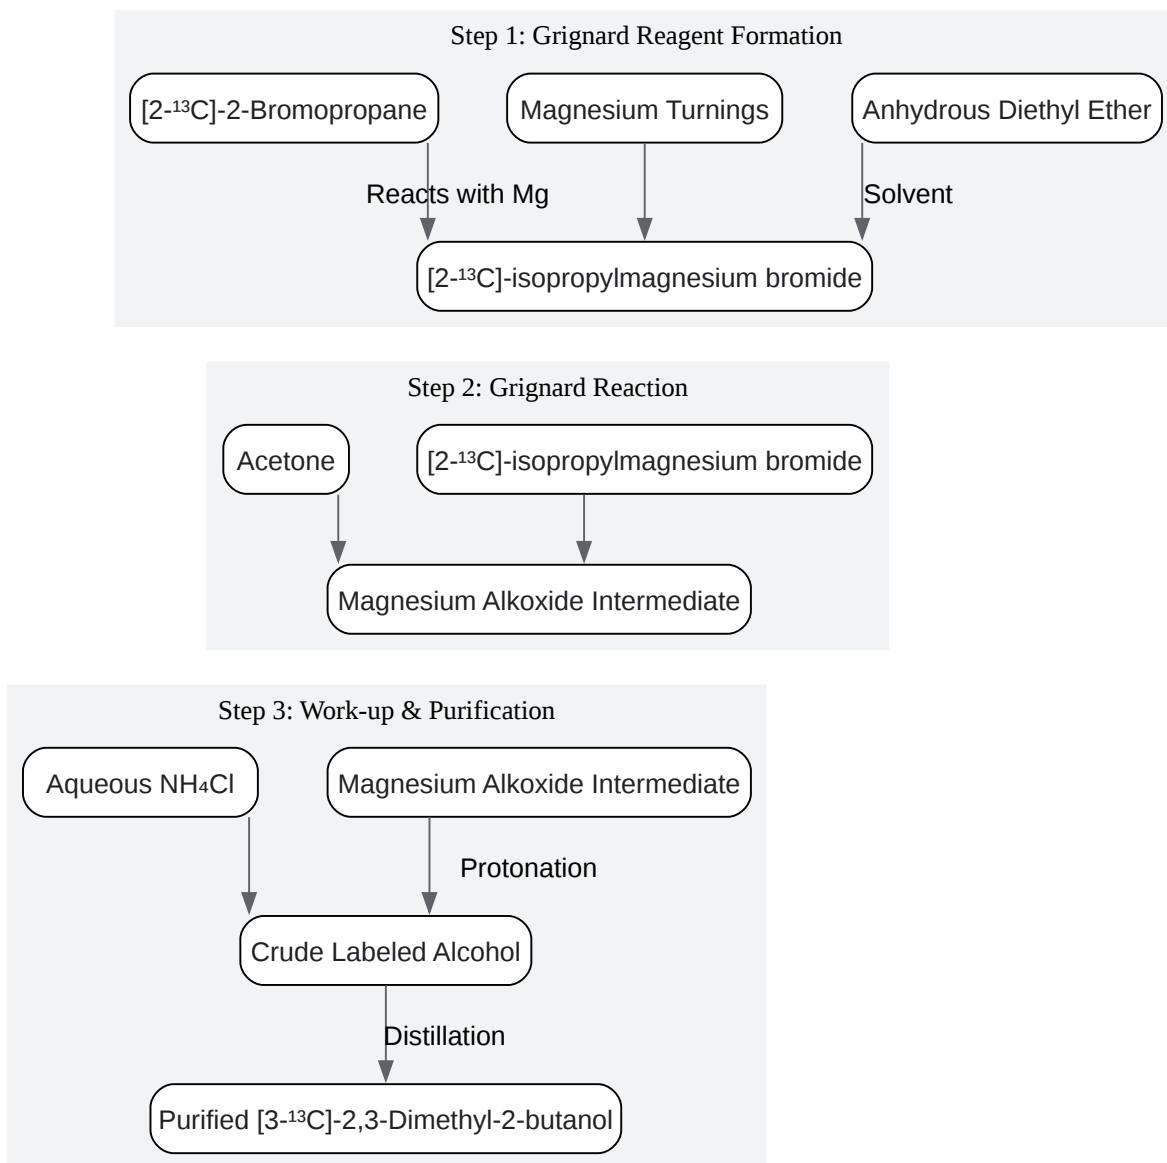 Step 1: Grignard Reagent Formation
[2-¹³C]-2-Bromopropane
Magnesium Turnings
Anhydrous Diethyl Ether
Reacts with Mg
Solvent
[2-¹³C]-isopropylmagnesium bromide
Step 2: Grignard Reaction
Acetone
[2-¹³C]-isopropylmagnesium bromide
Magnesium Alkoxide Intermediate
Step 3: Work-up & Purification
Aqueous NH₄Cl
Magnesium Alkoxide Intermediate
Protonation
Crude Labeled Alcohol
Distillation
Purified [3-¹³C]-2,3-Dimethyl-2-butanol